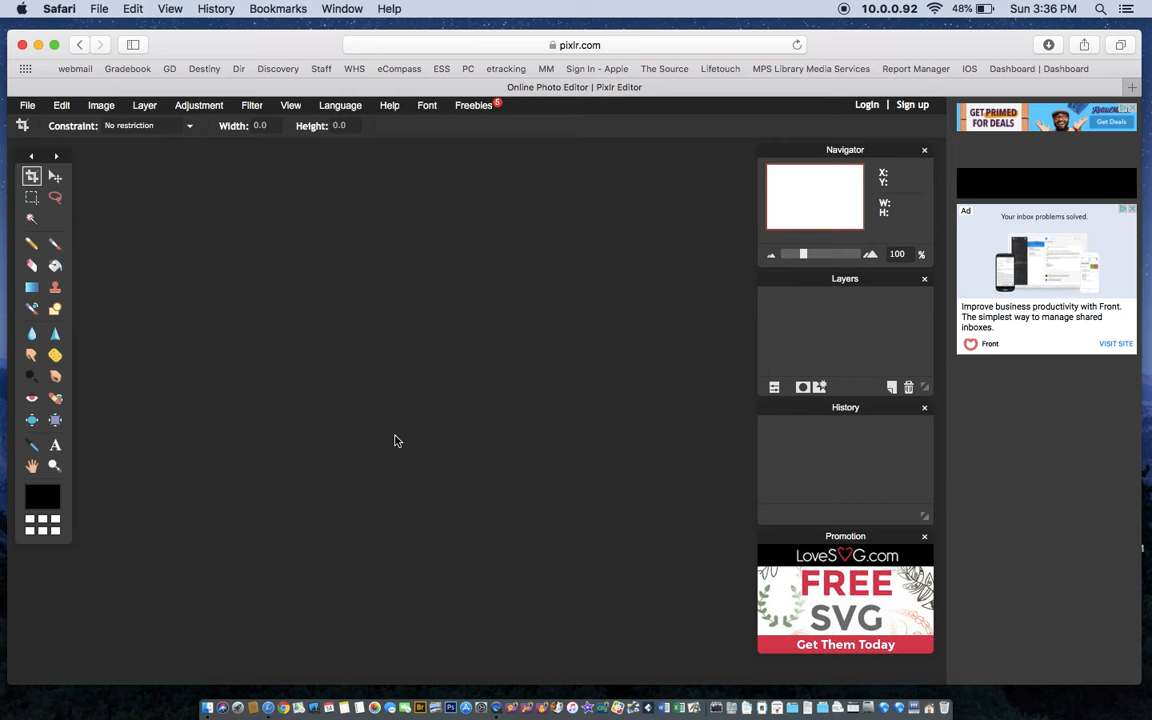 Safari File Edit View History Bookmarks Window Help
10.0.0.92 48% Sun 3:36 PM
pixlr.com
webmail Gradebook GD Destiny Dir Discovery Staff WHS eCompass ESS PC etracking MM Sign In - Apple The Source Lifetouch MPS Library Media Services Report Manager IOS Dashboard | Dashboard
Online Photo Editor | Pixlr Editor
File Edit Image Layer Adjustment Filter View Language Help Font Freebies 5
Login | Sign up
Constraint: No restriction Width: 0.0 Height: 0.0
GET PRIMED
FOR DEALS
Get Deals
Navigator
X:
Y:
W:
H:
100 %
Layers
History
Promotion
LoveSVG.com
FREE
SVG
Get Them Today
Ad
Your inbox problems solved.
Improve business productivity with Front.
The simplest way to manage shared
inboxes.
Front VISIT SITE
A